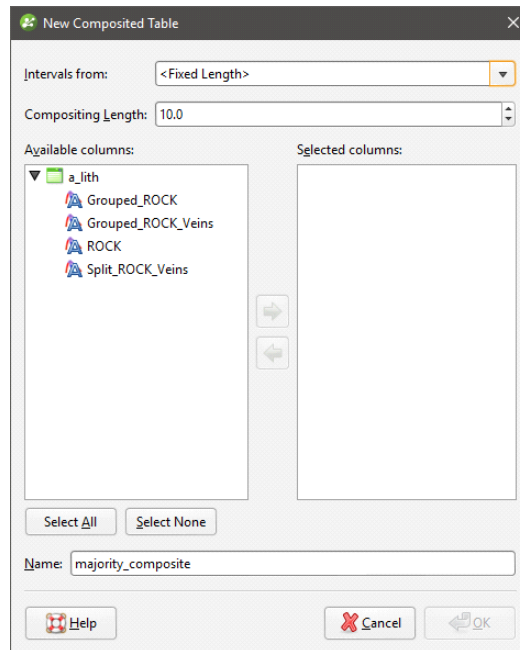 New Composited Table
Intervals from: <Fixed Length>
Compositing Length: 10.0
Available columns: Selected columns:
a_lith
Grouped_ROCK
Grouped_ROCK_Veins
ROCK
Split_ROCK_Veins
Select All Select None
Name: majority_composite
Help Cancel OK